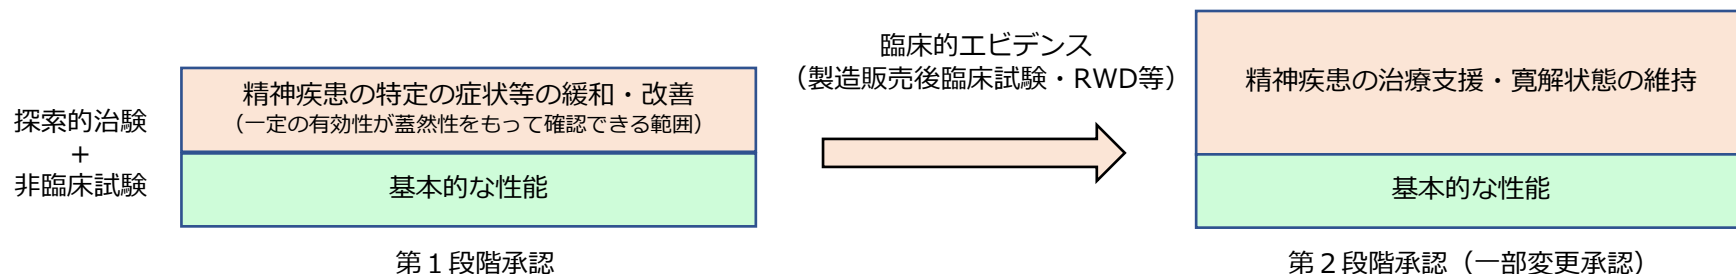 探索的治験
+
非臨床試験
精神疾患の特定の症状等の緩和・改善
（一定の有効性が蓋然性をもって確認できる範囲）
基本的な性能
第１段階承認
臨床的エビデンス
（製造販売後臨床試験・RWD等）
精神疾患の治療支援・寛解状態の維持
基本的な性能
第２段階承認（一部変更承認）